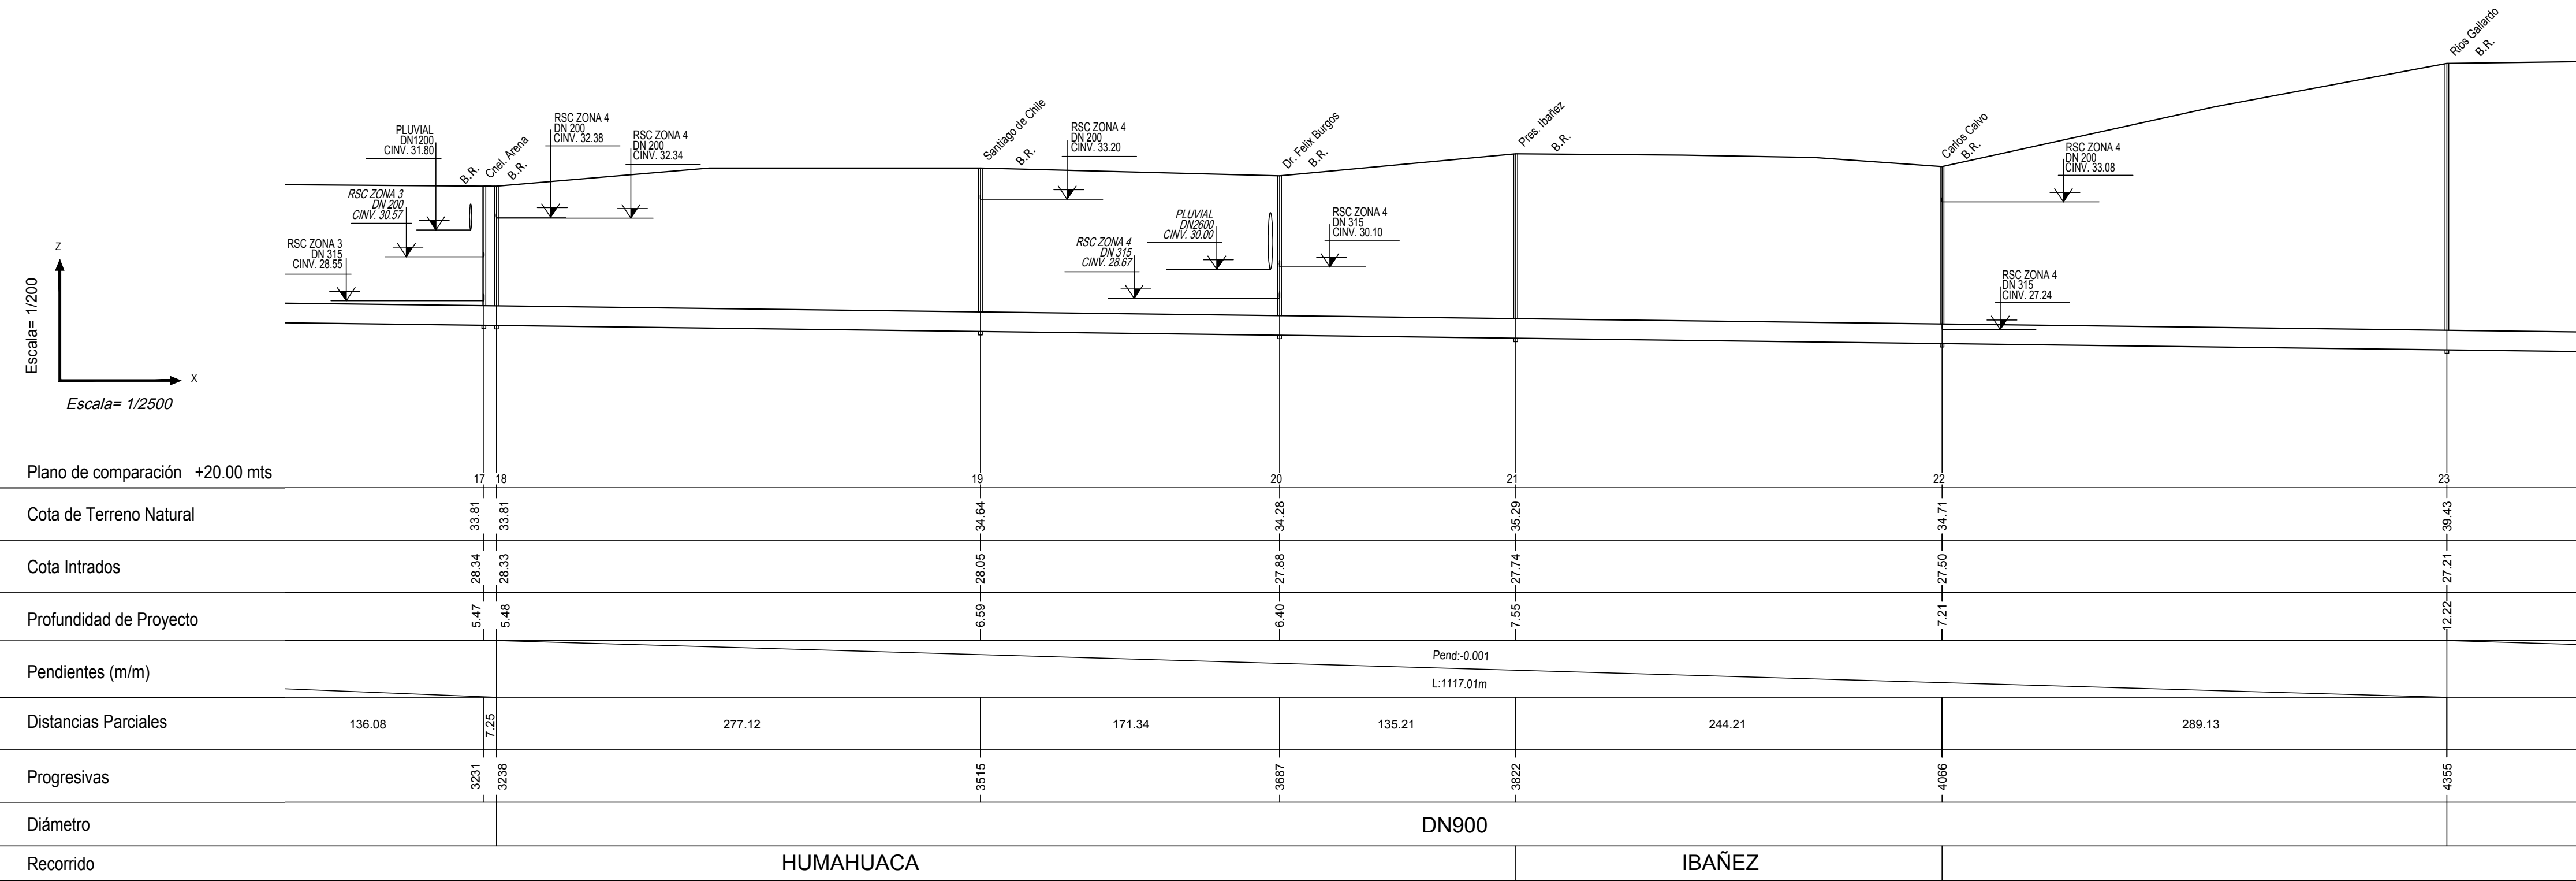 Rios Gallardo
B.R.
PLUVIAL
DN1200
CINV. 31.80
B.R.
Cnel. Arena
B.R.
RSC ZONA 4
DN 200
CINV. 32.38
RSC ZONA 4
DN 200
CINV. 32.34
Santiago de Chile
B.R.
RSC ZONA 4
DN 200
CINV. 33.20
Dr. Felix Burgos
B.R.
Pres. Ibañez
B.R.
Carlos Calvo
B.R.
RSC ZONA 4
DN 200
CINV. 33.08
RSC ZONA 3
DN 200
CINV. 30.57
RSC ZONA 3
DN 315
CINV. 28.55
PLUVIAL
DN2600
CINV. 30.00
RSC ZONA 4
DN 315
CINV. 28.67
RSC ZONA 4
DN 315
CINV. 30.10
RSC ZONA 4
DN 315
CINV. 27.24
Z
X
Escala= 1/200
Escala= 1/2500
Plano de comparación +20.00 mts
17 18 19 20 21 22 23
Cota de Terreno Natural 33.81 33.81 34.64 34.28 35.29 34.71 39.43
Cota Intrados 28.34 28.33 28.05 27.88 27.74 27.50 27.21
Profundidad de Proyecto 5.47 5.48 6.59 6.40 7.55 7.21 12.22
Pendientes (m/m)
Pend:-0.001
L:1117.01m
Distancias Parciales 136.08 7.25 277.12 171.34 135.21 244.21 289.13
Progresivas 3231 3238 3515 3687 3822 4066 4355
Diámetro DN900
Recorrido HUMAHUACA IBAÑEZ